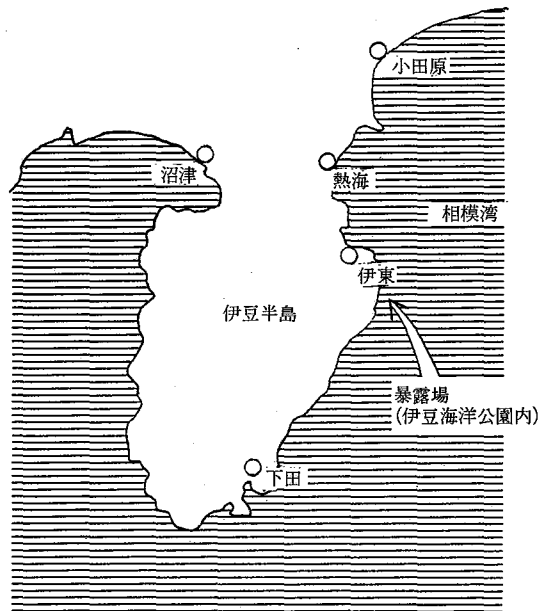 小田原
沼津
熱海
相模湾
伊東
伊豆半島
暴露場
(伊豆海洋公園内)
下田